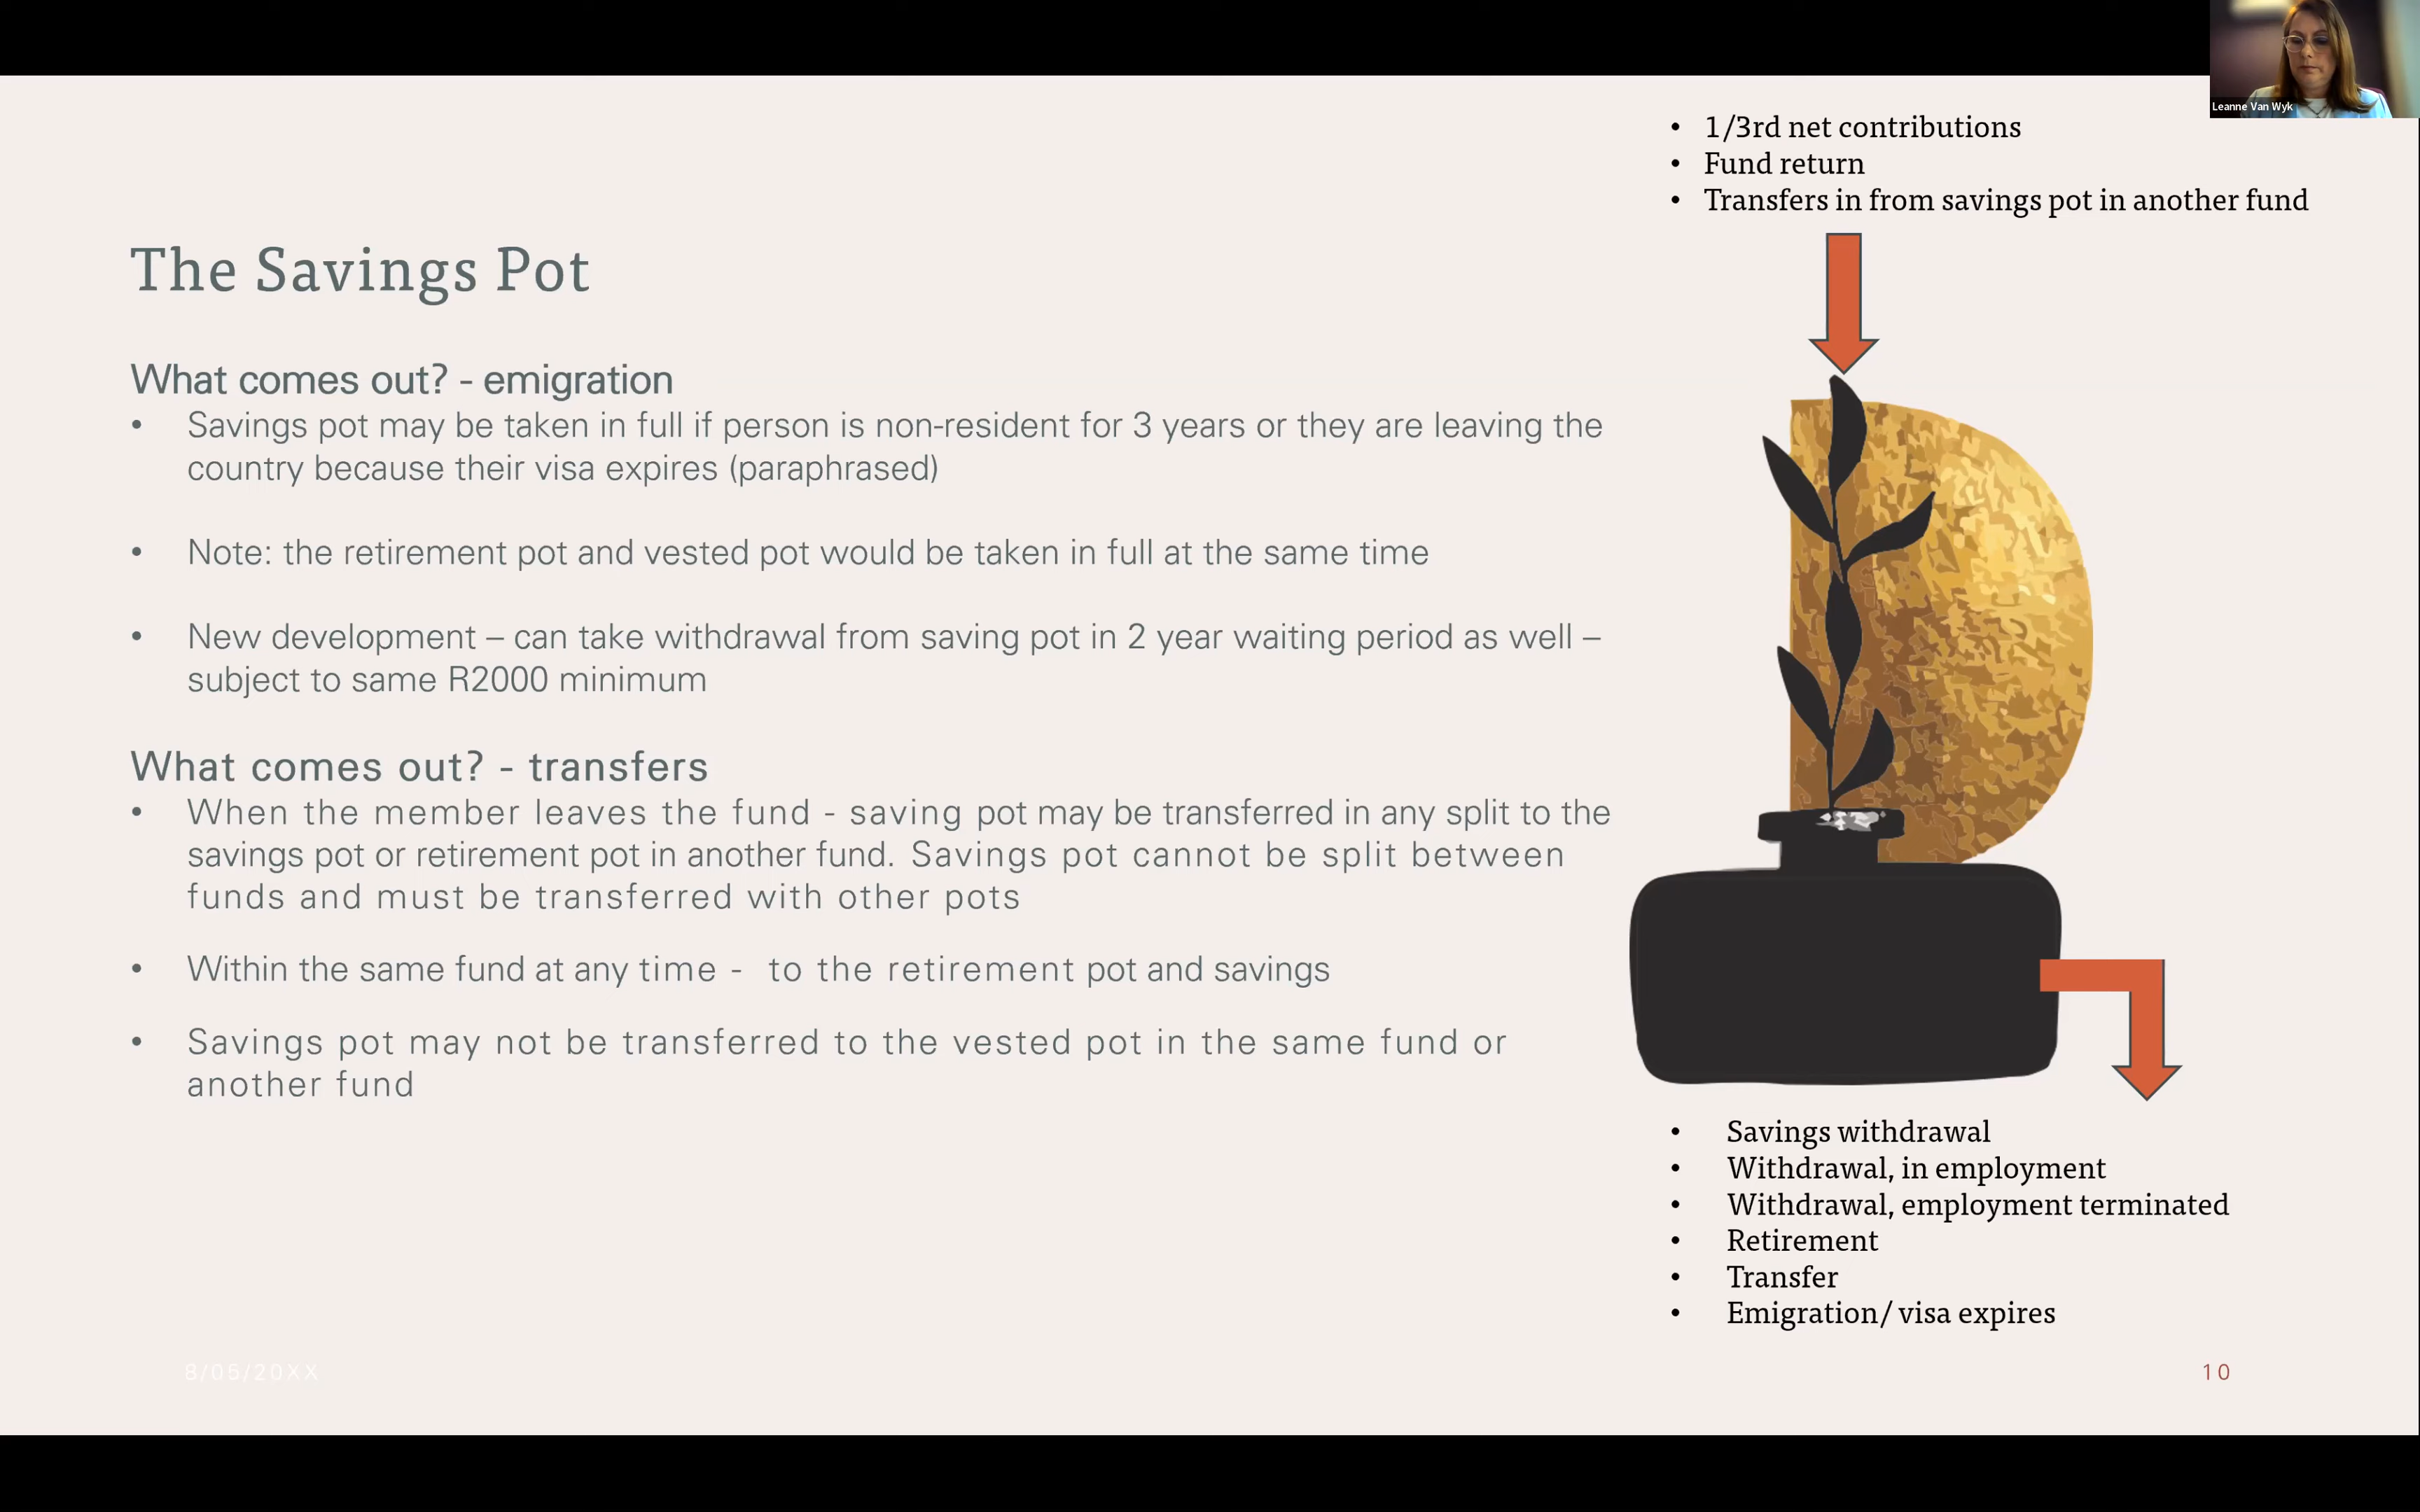 Leanne Van Wyk
• 1/3rd net contributions
• Fund return
• Transfers in from savings pot in another fund
The Savings Pot
What comes out? - emigration
• Savings pot may be taken in full if person is non-resident for 3 years or they are leaving the
country because their visa expires (paraphrased)
• Note: the retirement pot and vested pot would be taken in full at the same time
• New development – can take withdrawal from saving pot in 2 year waiting period as well –
subject to same R2000 minimum
What comes out? - transfers
• When the member leaves the fund - saving pot may be transferred in any split to the
savings pot or retirement pot in another fund. Savings pot cannot be split between
funds and must be transferred with other pots
• Within the same fund at any time - to the retirement pot and savings
• Savings pot may not be transferred to the vested pot in the same fund or
another fund
• Savings withdrawal
• Withdrawal, in employment
• Withdrawal, employment terminated
• Retirement
• Transfer
• Emigration/ visa expires
8/05/20XX
10